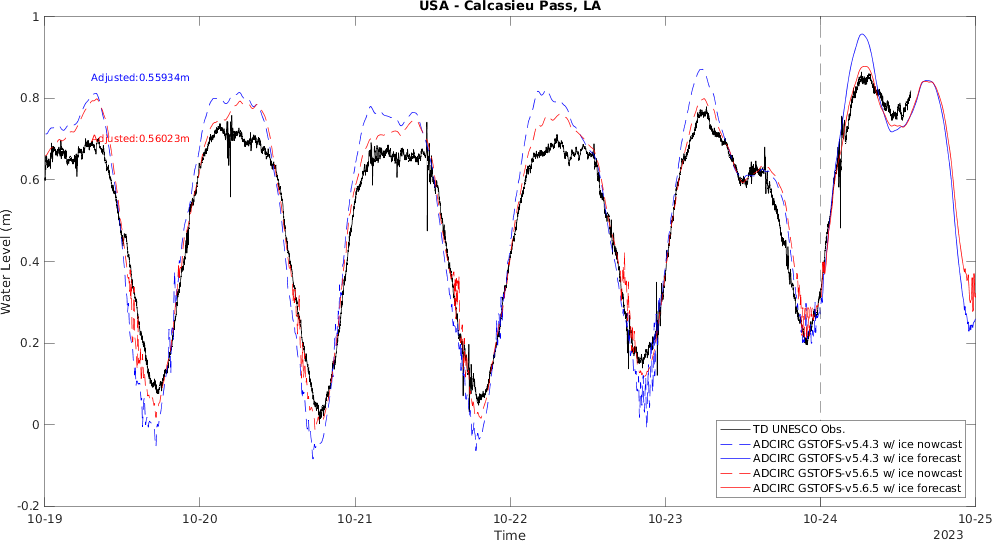 USA - Calcasieu Pass, LA
1
0.8
0.6
0.4
0.2
0
-0.2
Water Level (m)
Adjusted:0.55934m
Adjusted:0.56023m
TD UNESCO Obs.
ADCIRC GSTOFS-v5.4.3 w/ ice nowcast
ADCIRC GSTOFS-v5.4.3 w/ ice forecast
ADCIRC GSTOFS-v5.6.5 w/ ice nowcast
ADCIRC GSTOFS-v5.6.5 w/ ice forecast
10-19 10-20 10-21 10-22 10-23 10-24 10-25
Time
2023